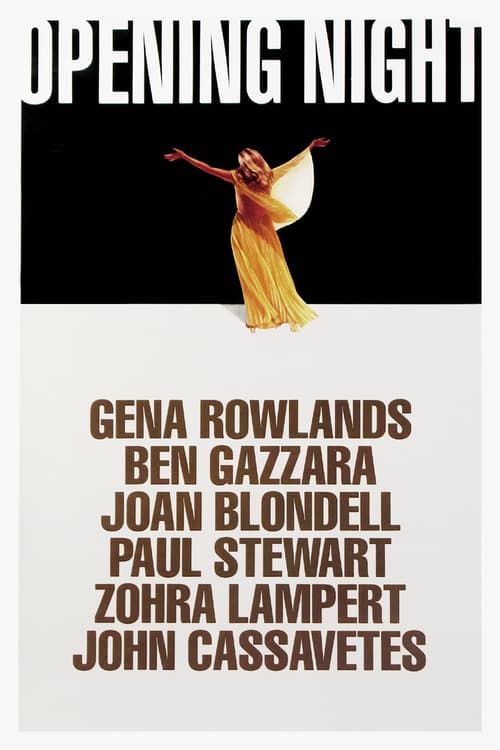 OPENING NIGHT
GENA ROWLANDS
BEN GAZZARA
JOAN BLONDELL
PAUL STEWART
ZOHRA LAMPERT
JOHN CASSAVETES